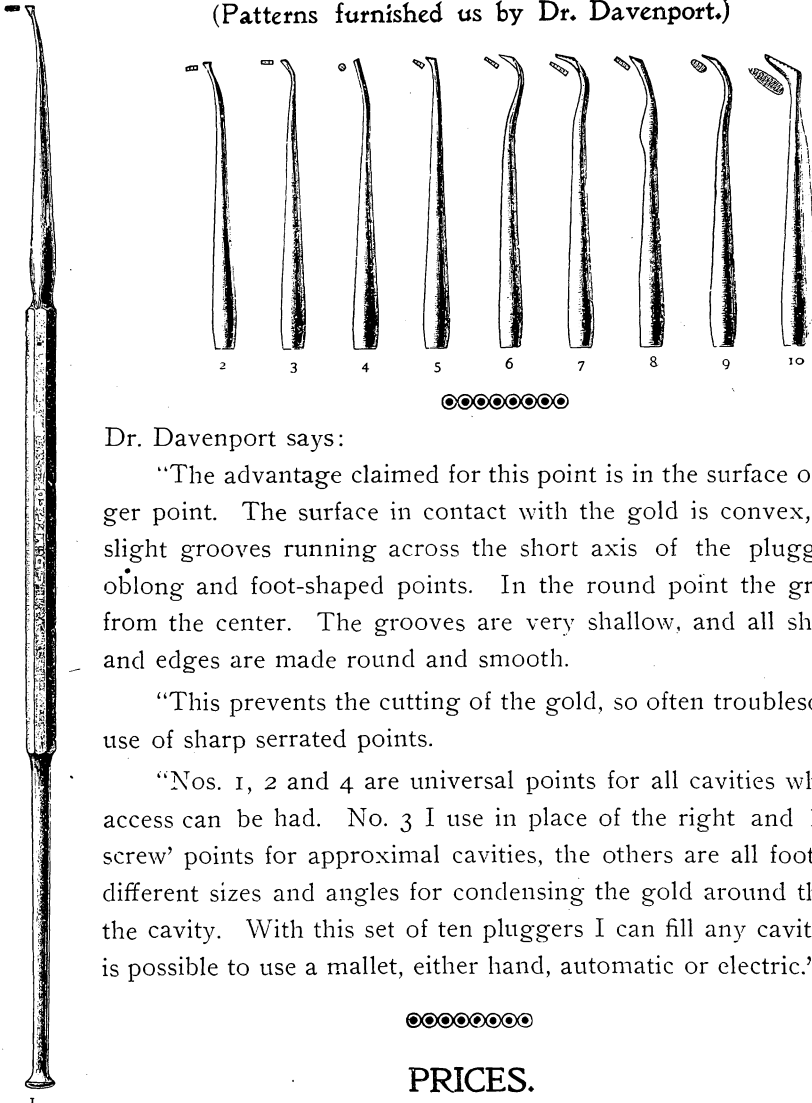 (Patterns furnished us by Dr. Davenport.)
2 3 4 5 6 7 8 9 10
Dr. Davenport says:
“The advantage claimed for this point is in the surface o
ger point. The surface in contact with the gold is convex,
slight grooves running across the short axis of the plugg
oblong and foot-shaped points. In the round point the gr
from the center. The grooves are very shallow, and all sh
and edges are made round and smooth.
“This prevents the cutting of the gold, so often troubleso
use of sharp serrated points.
“Nos. 1, 2 and 4 are universal points for all cavities wh
access can be had. No. 3 I use in place of the right and
screw’ points for approximal cavities, the others are all foot
different sizes and angles for condensing the gold around th
the cavity. With this set of ten pluggers I can fill any cavit
is possible to use a mallet, either hand, automatic or electric.”
PRICES.
1